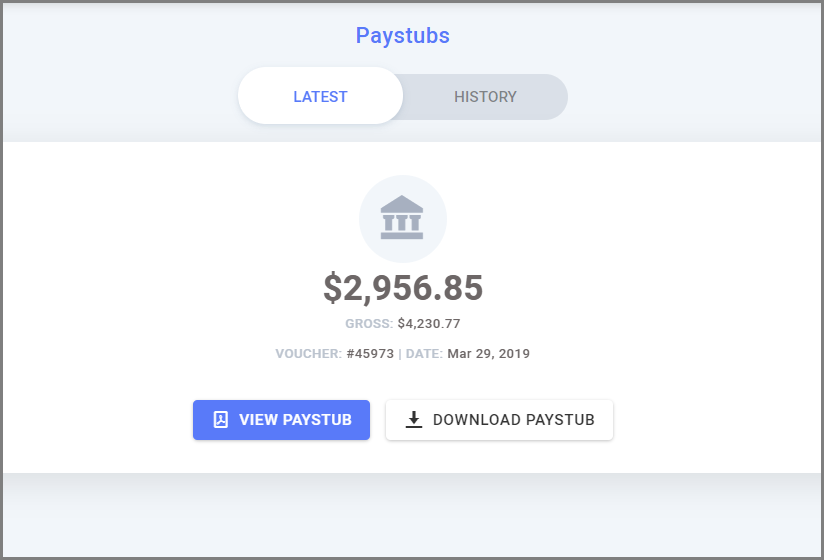 Paystubs
LATEST HISTORY
$2,956.85
GROSS: $4,230.77
VOUCHER: #45973 | DATE: Mar 29, 2019
VIEW PAYSTUB DOWNLOAD PAYSTUB